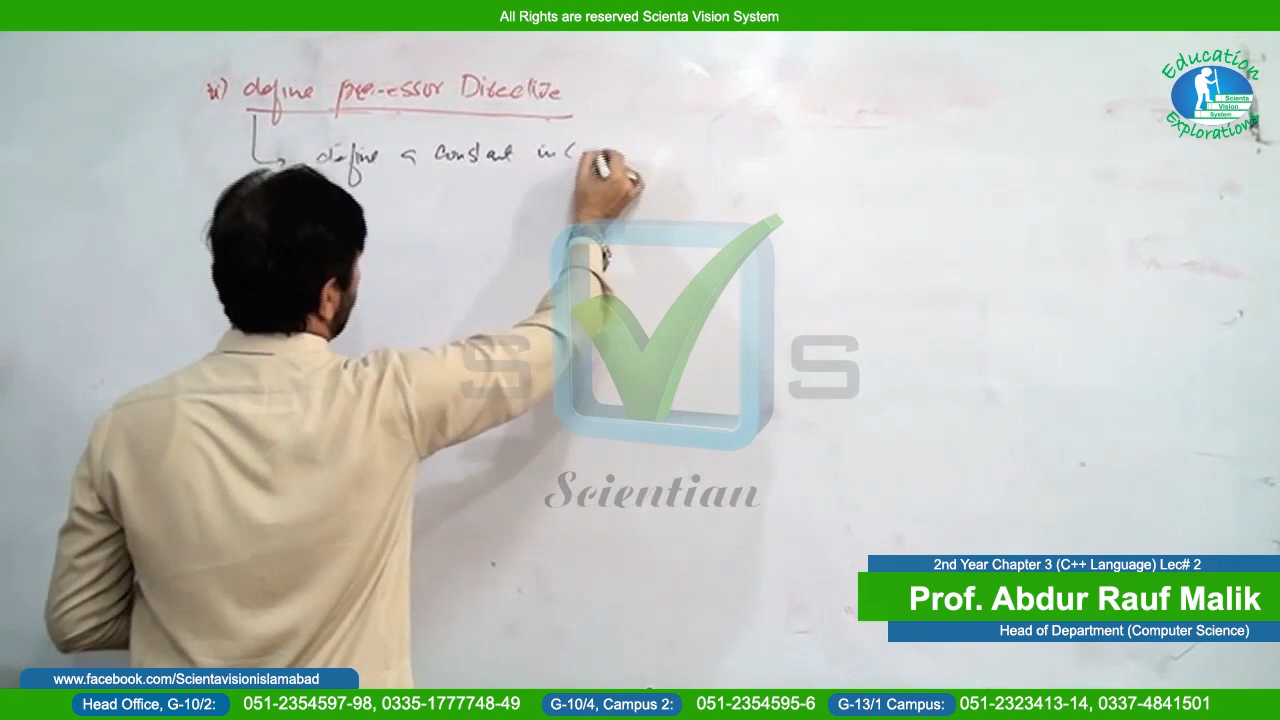 All Rights are reserved Scienta Vision System
Education
Scienta
Vision
System
Explorations
define Directive
define a constant in C
S S
Scientian
2nd Year Chapter 3 (C++ Language) Lec# 2
Prof. Abdur Rauf Malik
Head of Department (Computer Science)
www.facebook.com/Scientavisionislamabad
Head Office, G-10/2: 051-2354597-98, 0335-1777748-49 G-10/4, Campus 2: 051-2354595-6 G-13/1 Campus: 051-2323413-14, 0337-4841501